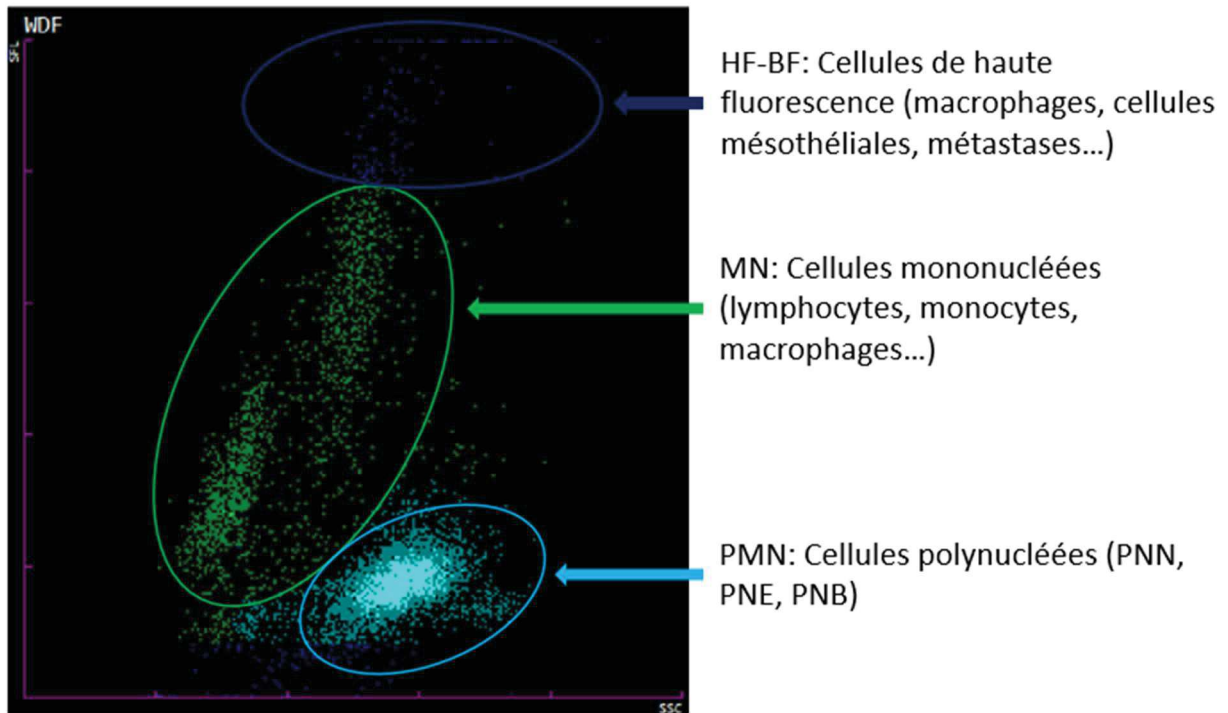 WDF
SFL
HF-BF: Cellules de haute
fluorescence (macrophages, cellules
mésothéliales, métastases…)
MN: Cellules mononucléées
(lymphocytes, monocytes,
macrophages…)
PMN: Cellules polynucléées (PNN,
PNE, PNB)
SSC